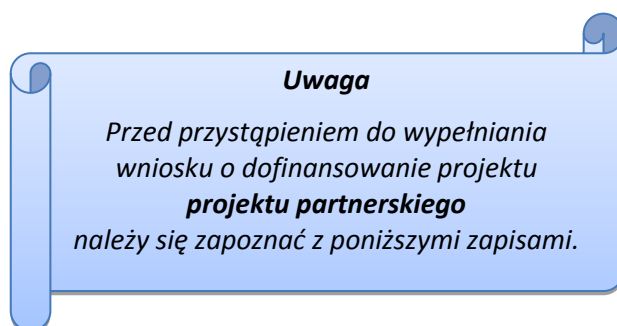 Uwaga
Przed przystąpieniem do wypełniania
wniosku o dofinansowanie projektu
projektu partnerskiego
należy się zapoznać z poniższymi zapisami.